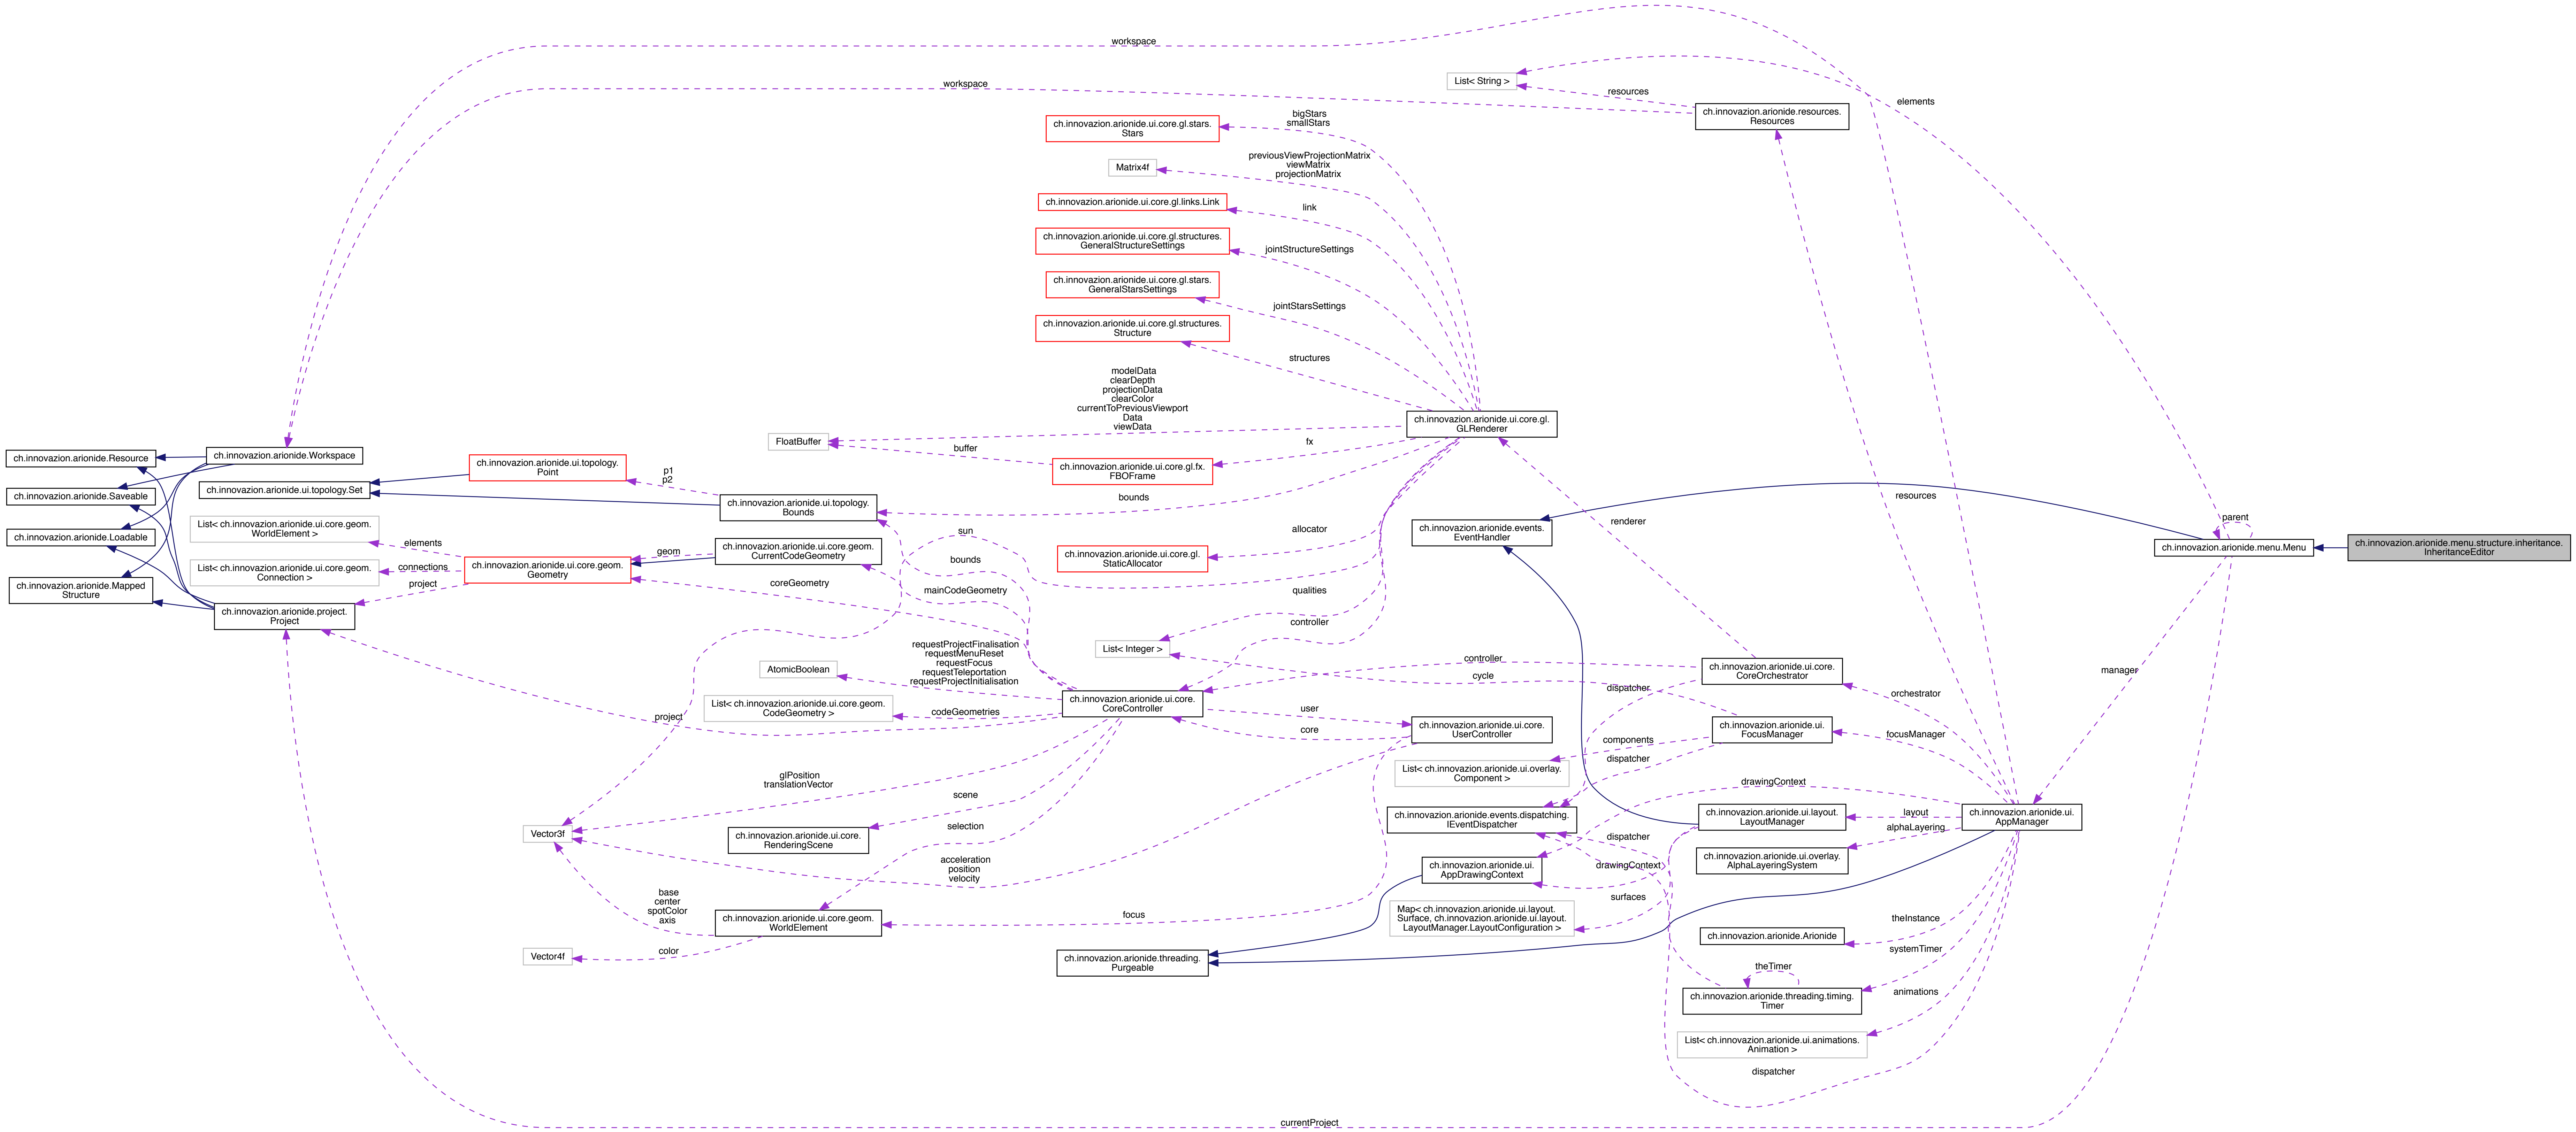 workspace
workspace
List< String >
resources
elements
ch.innovazion.arionide.resources.
Resources
bigStars
smallStars
ch.innovazion.arionide.ui.core.gl.stars.
Stars
previousViewProjectionMatrix
viewMatrix
projectionMatrix
Matrix4f
ch.innovazion.arionide.ui.core.gl.links.Link
link
ch.innovazion.arionide.ui.core.gl.structures.
GeneralStructureSettings
jointStructureSettings
ch.innovazion.arionide.ui.core.gl.stars.
GeneralStarsSettings
jointStarsSettings
ch.innovazion.arionide.ui.core.gl.structures.
Structure
structures
modelData
clearDepth
projectionData
clearColor
currentToPreviousViewport
Data
viewData
ch.innovazion.arionide.ui.core.gl.
GLRenderer
FloatBuffer
buffer
fx
ch.innovazion.arionide.ui.core.gl.fx.
FBOFrame
ch.innovazion.arionide.Resource
ch.innovazion.arionide.Workspace
ch.innovazion.arionide.ui.topology.
Point
p1
p2
ch.innovazion.arionide.ui.topology.Set
ch.innovazion.arionide.Saveable
ch.innovazion.arionide.ui.topology.
Bounds
bounds
resources
List< ch.innovazion.arionide.ui.core.geom.
WorldElement >
elements
ch.innovazion.arionide.Loadable
sun
allocator
ch.innovazion.arionide.events.
EventHandler
renderer
parent
ch.innovazion.arionide.menu.Menu
ch.innovazion.arionide.menu.structure.inheritance.
InheritanceEditor
geom
ch.innovazion.arionide.ui.core.geom.
CurrentCodeGeometry
bounds
ch.innovazion.arionide.ui.core.gl.
StaticAllocator
List< ch.innovazion.arionide.ui.core.geom.
Connection >
connections
ch.innovazion.arionide.ui.core.geom.
Geometry
project
coreGeometry
mainCodeGeometry
qualities
ch.innovazion.arionide.Mapped
Structure
ch.innovazion.arionide.project.
Project
controller
List< Integer >
requestProjectFinalisation
requestMenuReset
requestFocus
requestTeleportation
requestProjectInitialisation
AtomicBoolean
controller
cycle
ch.innovazion.arionide.ui.core.
CoreOrchestrator
manager
dispatcher
orchestrator
List< ch.innovazion.arionide.ui.core.geom.
CodeGeometry >
codeGeometries
project
ch.innovazion.arionide.ui.core.
CoreController
user
core
ch.innovazion.arionide.ui.core.
UserController
ch.innovazion.arionide.ui.
FocusManager
focusManager
components
dispatcher
List< ch.innovazion.arionide.ui.overlay.
Component >
glPosition
translationVector
drawingContext
scene
ch.innovazion.arionide.events.dispatching.
IEventDispatcher
ch.innovazion.arionide.ui.layout.
LayoutManager
layout
ch.innovazion.arionide.ui.
AppManager
alphaLayering
Vector3f
ch.innovazion.arionide.ui.core.
RenderingScene
selection
dispatcher
ch.innovazion.arionide.ui.overlay.
AlphaLayeringSystem
acceleration
position
velocity
ch.innovazion.arionide.ui.
AppDrawingContext
drawingContext
base
center
spotColor
axis
surfaces
Map< ch.innovazion.arionide.ui.layout.
Surface, ch.innovazion.arionide.ui.layout.
LayoutManager.LayoutConfiguration >
ch.innovazion.arionide.ui.core.geom.
WorldElement
focus
theInstance
ch.innovazion.arionide.Arionide
Vector4f
color
ch.innovazion.arionide.threading.
Purgeable
systemTimer
theTimer
ch.innovazion.arionide.threading.timing.
Timer
animations
List< ch.innovazion.arionide.ui.animations.
Animation >
dispatcher
currentProject